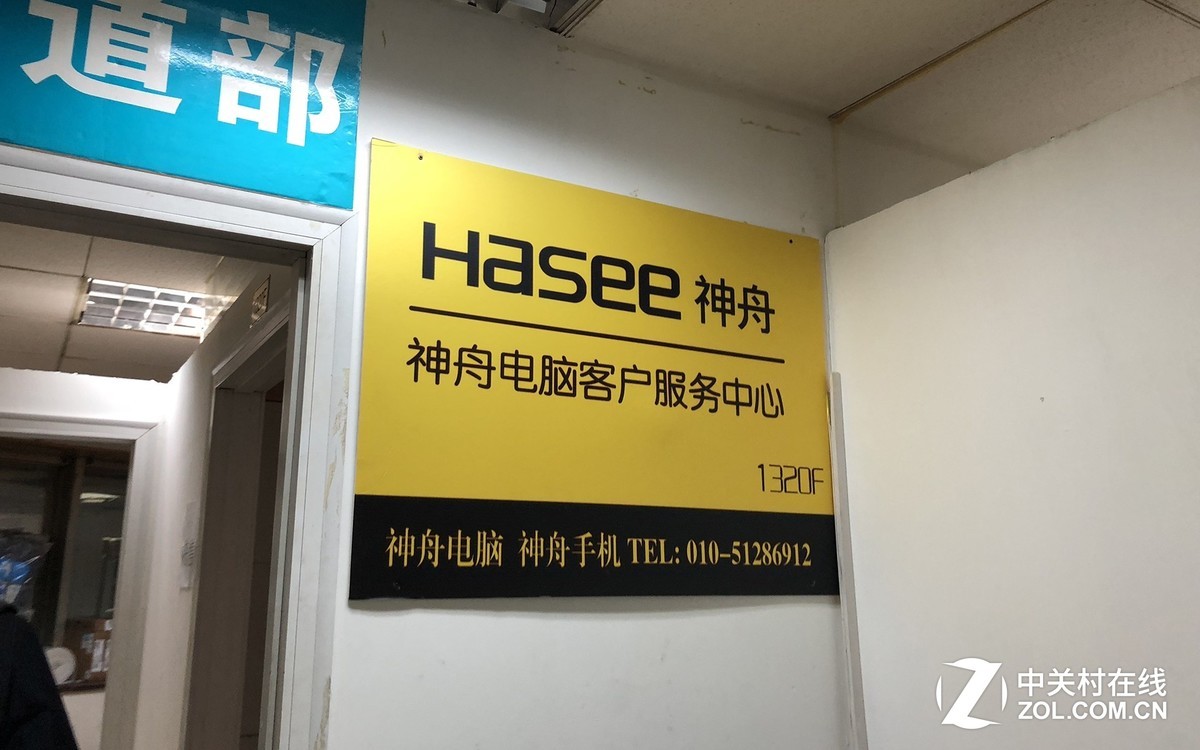 道部
Hasee 神舟
神舟电脑客户服务中心
1320F
神舟电脑 神舟手机 TEL: 010-51286912
中关村在线
ZOL.COM.CN